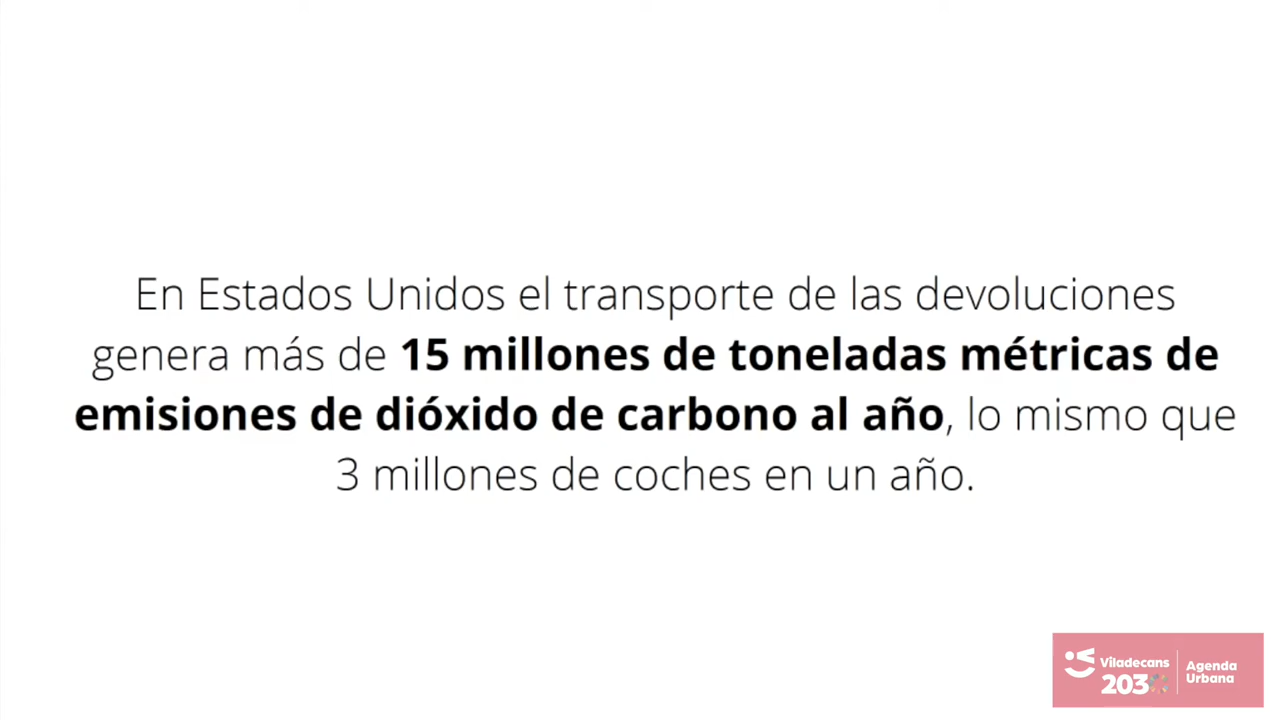 En Estados Unidos el transporte de las devoluciones
genera más de 15 millones de toneladas métricas de
emisiones de dióxido de carbono al año, lo mismo que
3 millones de coches en un año.
Viladecans
2030
Agenda
Urbana